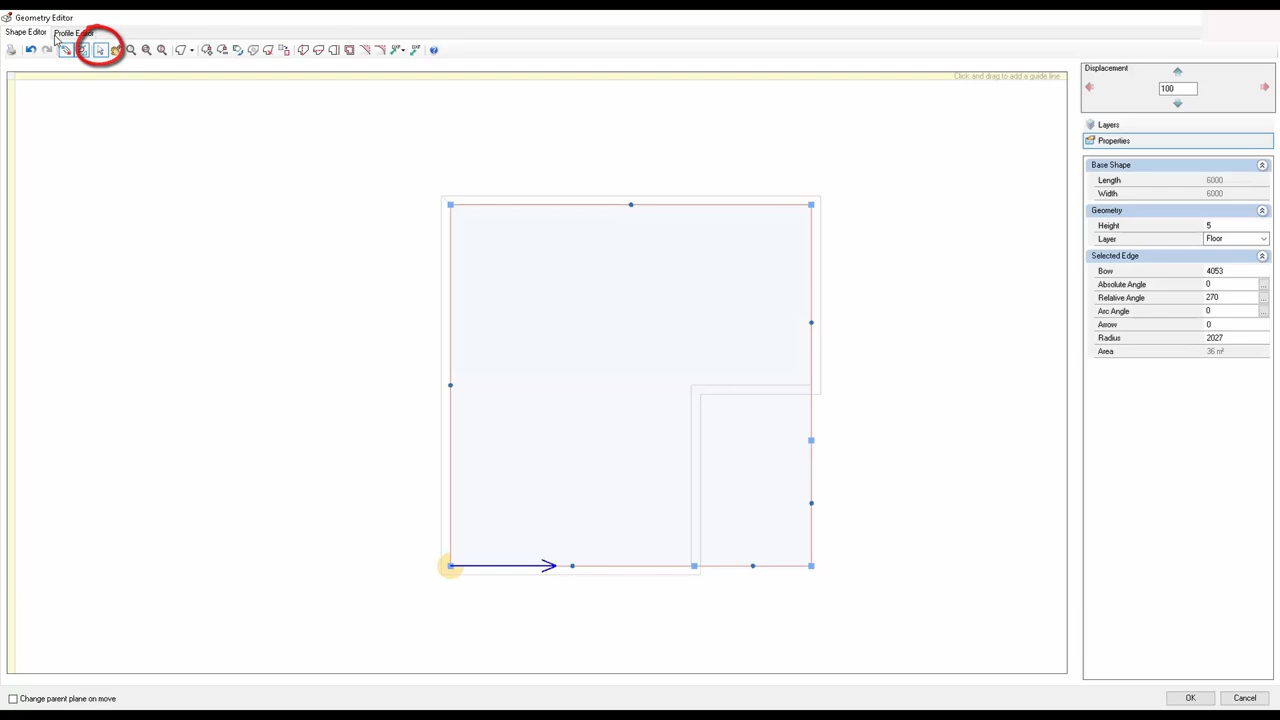 Geometry Editor
Shape Editor Profile Editor
Click and drag to add a guide line
Displacement
100
Layers
Properties
Base Shape
Length 6000
Width 6000
Geometry
Height 5
Layer Floor
Selected Edge
Bow 4053
Absolute Angle 0 ...
Relative Angle 270 ...
Arc Angle 0 ...
Arrow 0
Radius 2027
Area 36 m²
Change parent plane on move
OK Cancel